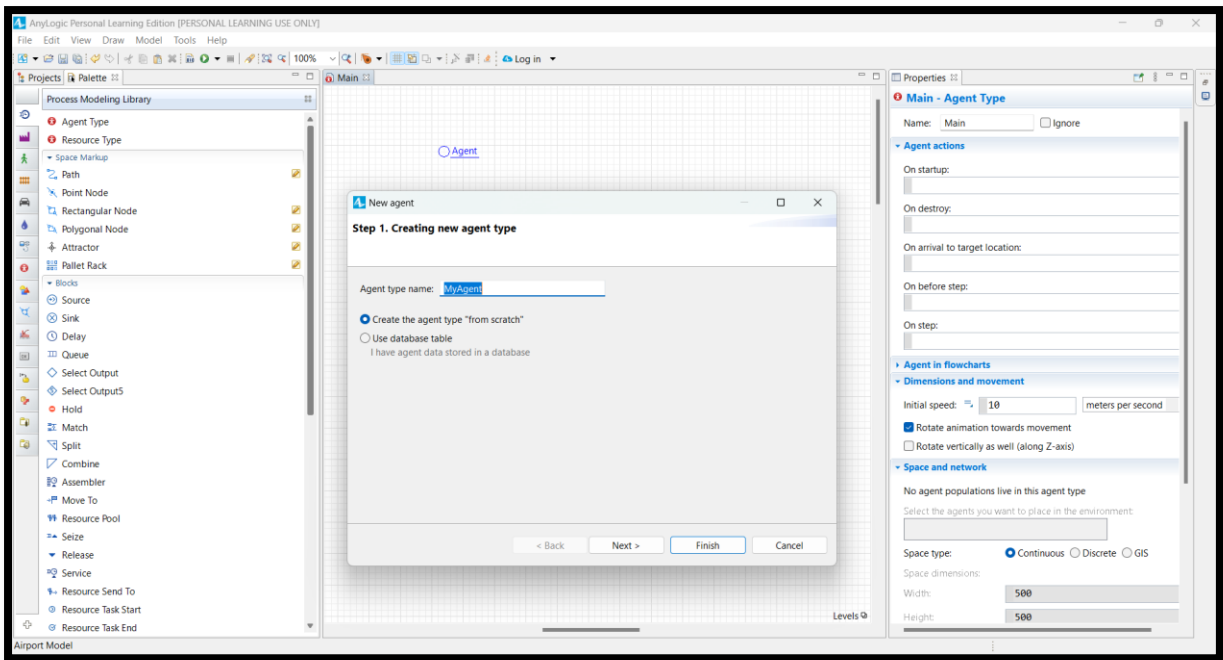 AnyLogic Personal Learning Edition [PERSONAL LEARNING USE ONLY]
File Edit View Draw Model Tools Help
100% Log in
Projects Palette
Process Modeling Library
Agent Type
Resource Type
Space Markup
Path
Point Node
Rectangular Node
Polygonal Node
Attractor
Pallet Rack
Blocks
Source
Sink
Delay
Queue
Select Output
Select Output5
Hold
Match
Split
Combine
Assembler
Move To
Resource Pool
Seize
Release
Service
Resource Send To
Resource Task Start
Resource Task End
Airport Model
Main
Agent
New agent
Step 1. Creating new agent type
Agent type name: MyAgent
Create the agent type "from scratch"
Use database table
I have agent data stored in a database
< Back Next > Finish Cancel
Levels
Properties
Main - Agent Type
Name: Main Ignore
Agent actions
On startup:
On destroy:
On arrival to target location:
On before step:
On step:
Agent in flowcharts
Dimensions and movement
Initial speed: 10 meters per second
Rotate animation towards movement
Rotate vertically as well (along Z-axis)
Space and network
No agent populations live in this agent type
Select the agents you want to place in the environment:
Space type: Continuous Discrete GIS
Space dimensions:
Width: 500
Height: 500